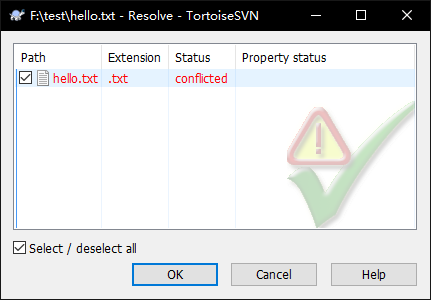 F:\test\hello.txt - Resolve - TortoiseSVN
Path Extension Status Property status
hello.txt .txt conflicted
Select / deselect all
OK Cancel Help